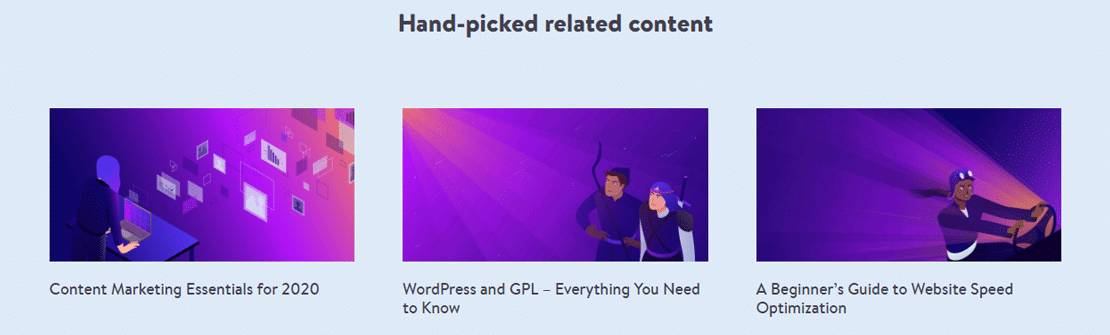 Hand-picked related content
Content Marketing Essentials for 2020
WordPress and GPL – Everything You Need
to Know
A Beginner’s Guide to Website Speed
Optimization